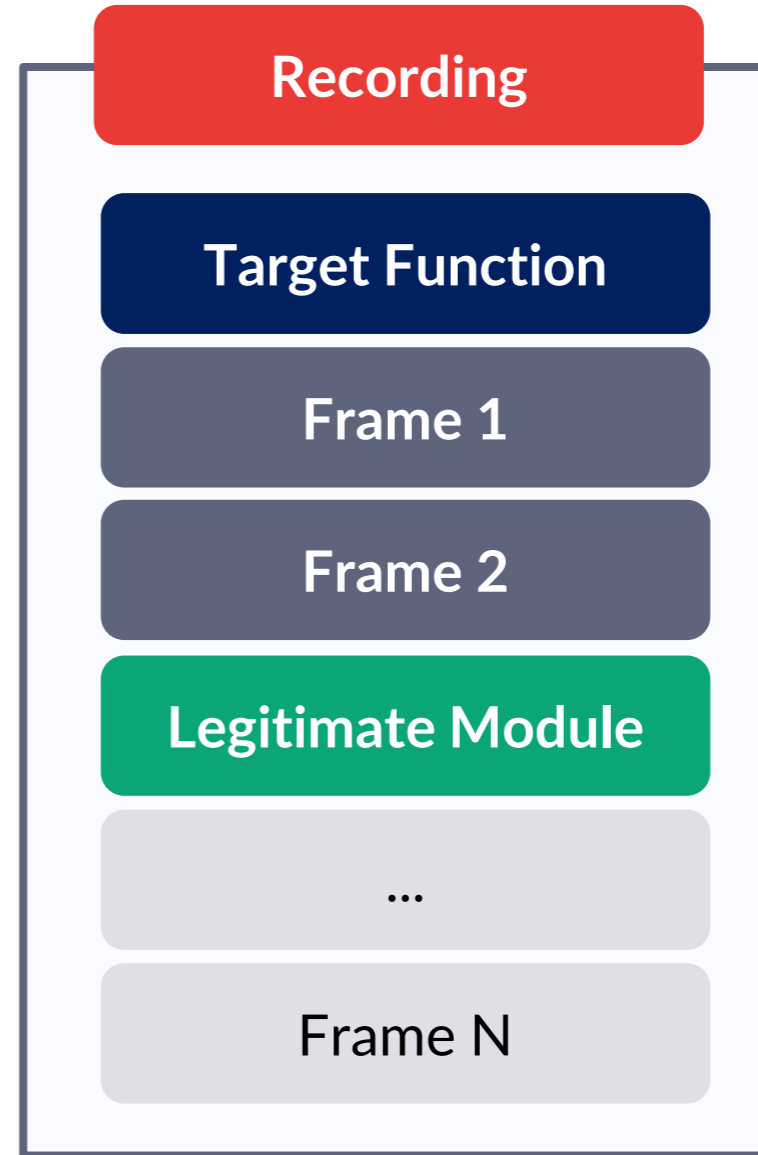 Recording
Target Function
Frame 1
Frame 2
Legitimate Module
...
Frame N